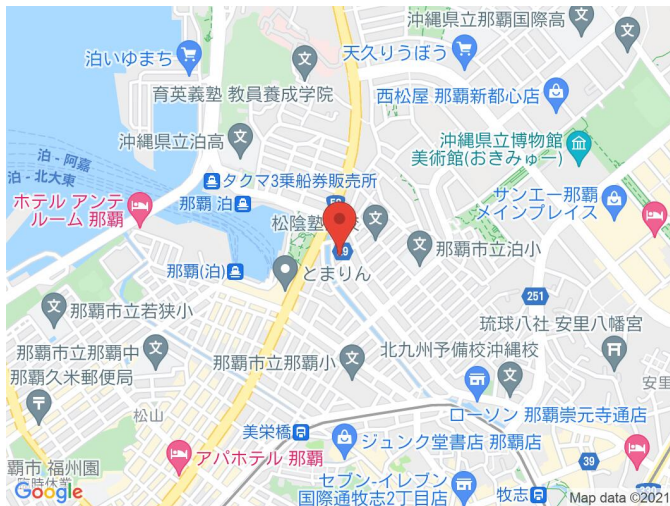 沖縄県立那覇国際高
泊いゆまち
天久りうぼう
育英義塾 教員養成学院
西松屋 那覇新都心店
沖縄県立泊高
沖縄県立博物館
美術館(おきみゅー)
泊 - 阿嘉
泊 - 北大東
タクマ3乗船券販売所
ホテル アンテ
ルーム 那覇
那覇 泊
58
松陰塾
サンエー那覇
メインプレイス
29
那覇市立泊小
那覇(泊)
とまりん
251
那覇市立若狭小
琉球八社 安里八幡宮
那覇市立那覇中
那覇市立那覇小
北九州予備校沖縄校
那覇久米郵便局
安里
松山
ローソン 那覇崇元寺通店
美栄橋
ジュンク堂書店 那覇店
アパホテル 那覇
39
覇市 福州園
臨時休業
セブン-イレブン
国際通牧志2丁目店
牧志
330
Google
Map data ©2021